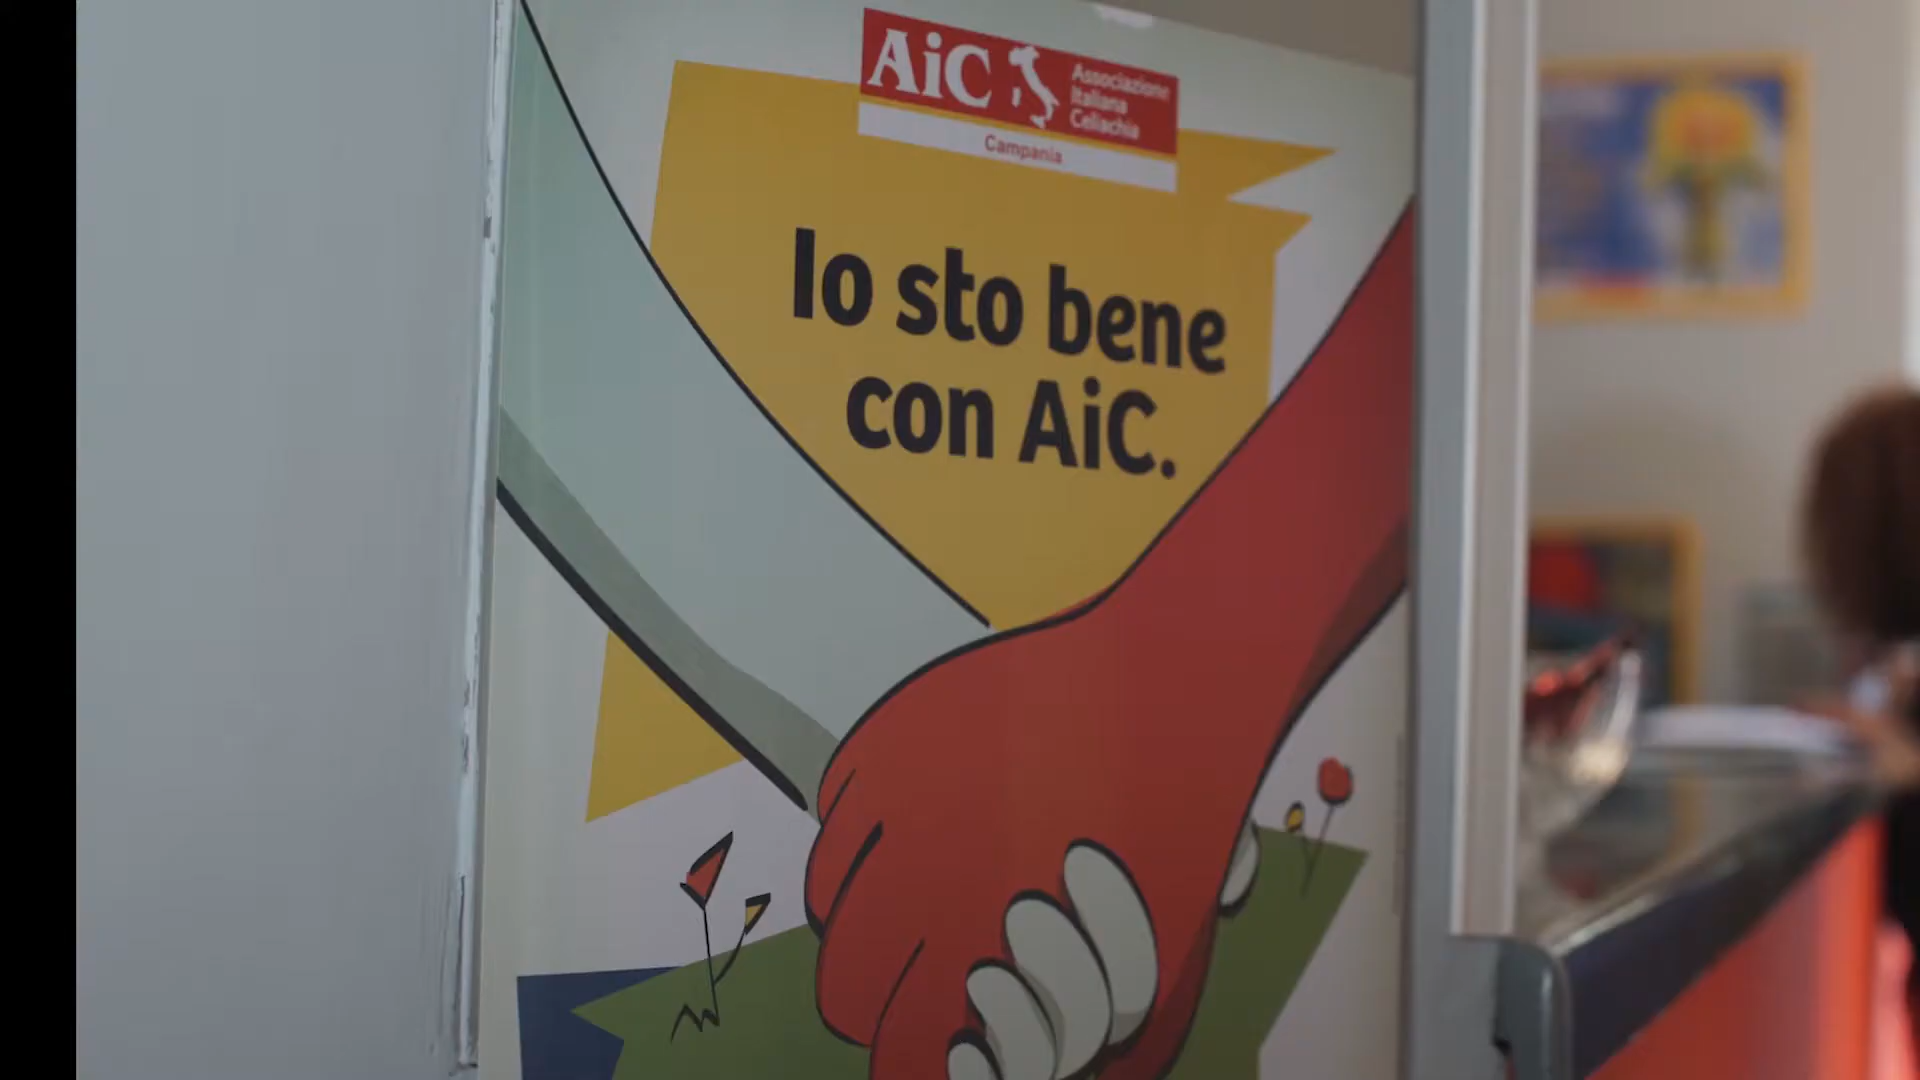 AiC
Associazione
Italiana
Celiachia
Campania
Io sto bene
con AiC.